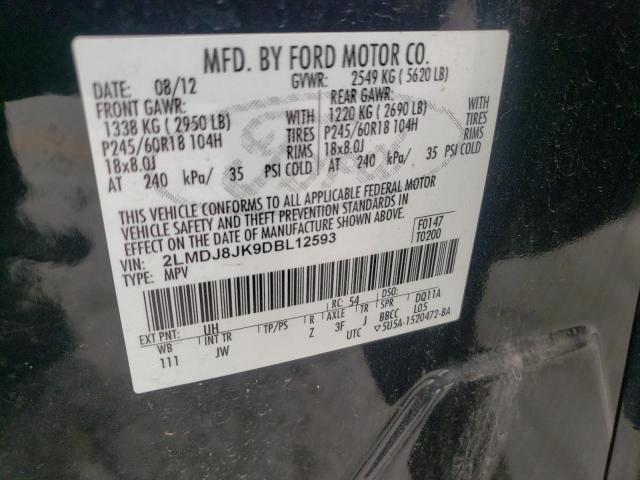 MFD. BY FORD MOTOR CO.
DATE: 08/12 GVWR: 2549 KG ( 5620 LB)
FRONT GAWR: REAR GAWR:
1338 KG ( 2950 LB) WITH 1220 KG ( 2690 LB) WITH
P245/60R18 104H TIRES P245/60R18 104H TIRES
18x8.0J RIMS 18x8.0J RIMS
AT 240 kPa/ 35 PSI COLD AT 240 kPa/ 35 PSI COLD
THIS VEHICLE CONFORMS TO ALL APPLICABLE FEDERAL MOTOR
VEHICLE SAFETY AND THEFT PREVENTION STANDARDS IN
EFFECT ON THE DATE OF MANUFACTURE SHOWN ABOVE.
F0147
T0200
VIN: 2LMDJ8JK9DBL12593
TYPE: MPV
EXT PNT: UH RC: 54 DSO:
WB INT TR TP/PS R AXLE TR SPR DQ11A
111 JW Z 3F J BBCC L05
UTC ▽5U5A-1520472-BA